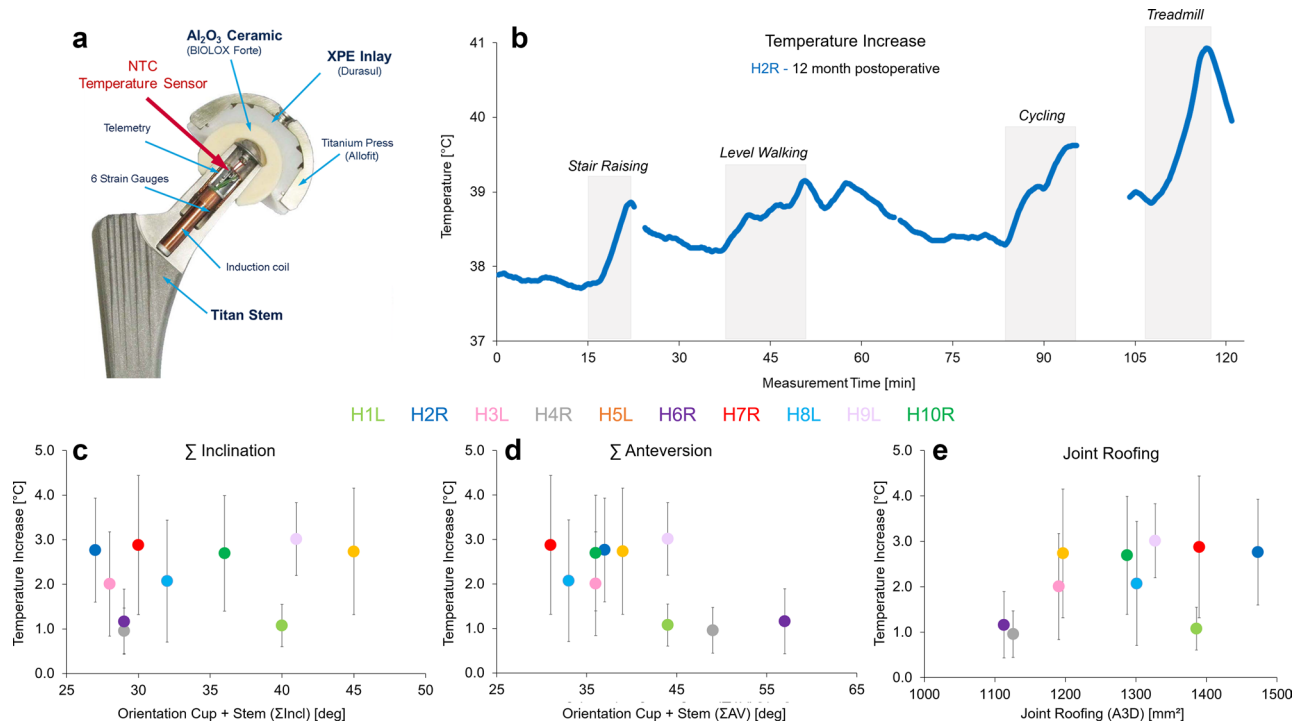 a
Al₂O₃ Ceramic
(BIOLOX Forte)
XPE Inlay
(Durasul)
NTC
Temperature Sensor
Telemetry
Titanium Press
(Allofit)
6 Strain Gauges
Induction coil
Titan Stem
b
Temperature Increase
H2R - 12 month postoperative
Stair Raising
Level Walking
Cycling
Treadmill
Temperature [°C]
41
40
39
38
37
0
15
30
45
60
75
90
105
120
Measurement Time [min]
H1L
H2R
H3L
H4R
H5L
H6R
H7R
H8L
H9L
H10R
c
∑ Inclination
Temperature Increase [°C]
5.0
4.0
3.0
2.0
1.0
0.0
25
30
35
40
45
50
Orientation Cup + Stem (ΣIncl) [deg]
d
∑ Anteversion
Temperature Increase [°C]
5.0
4.0
3.0
2.0
1.0
0.0
25
35
45
55
65
Orientation Cup + Stem (ΣAV) [deg]
e
Joint Roofing
Temperature Increase [°C]
5.0
4.0
3.0
2.0
1.0
0.0
1000
1100
1200
1300
1400
1500
Joint Roofing (A3D) [mm²]